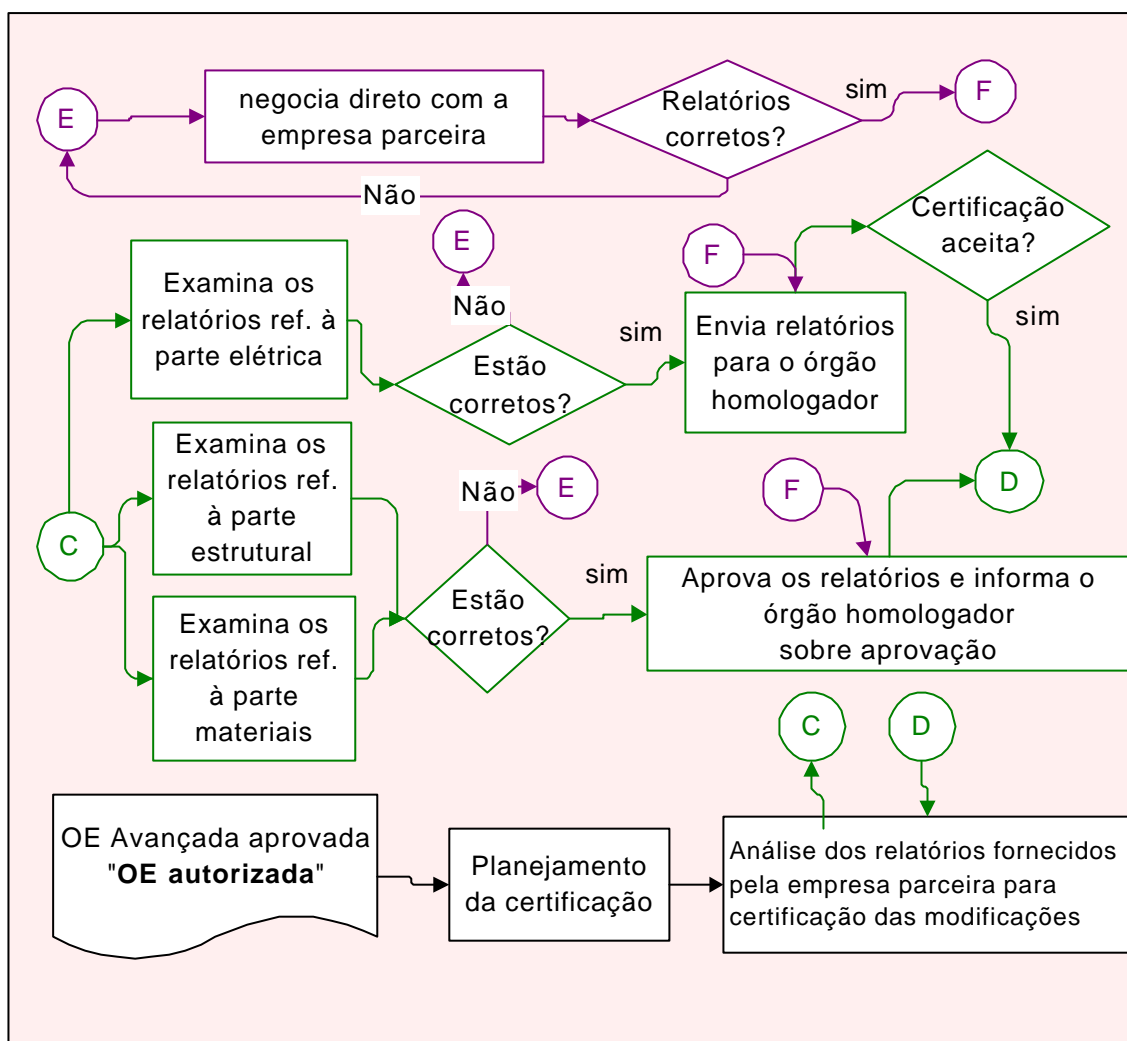 E
negocia direto com a
empresa parceira
Relatórios
corretos?
sim
F
Não
Certificação
aceita?
sim
E
F
Examina os
relatórios ref. à
parte elétrica
Não
Estão
corretos?
sim
Envia relatórios
para o órgão
homologador
C
Examina os
relatórios ref.
à parte
estrutural
Não
E
F
D
Examina os
relatórios ref.
à parte
materiais
Estão
corretos?
sim
Aprova os relatórios e informa o
órgão homologador
sobre aprovação
C
D
OE Avançada aprovada
"OE autorizada"
Planejamento
da certificação
Análise dos relatórios fornecidos
pela empresa parceira para
certificação das modificações